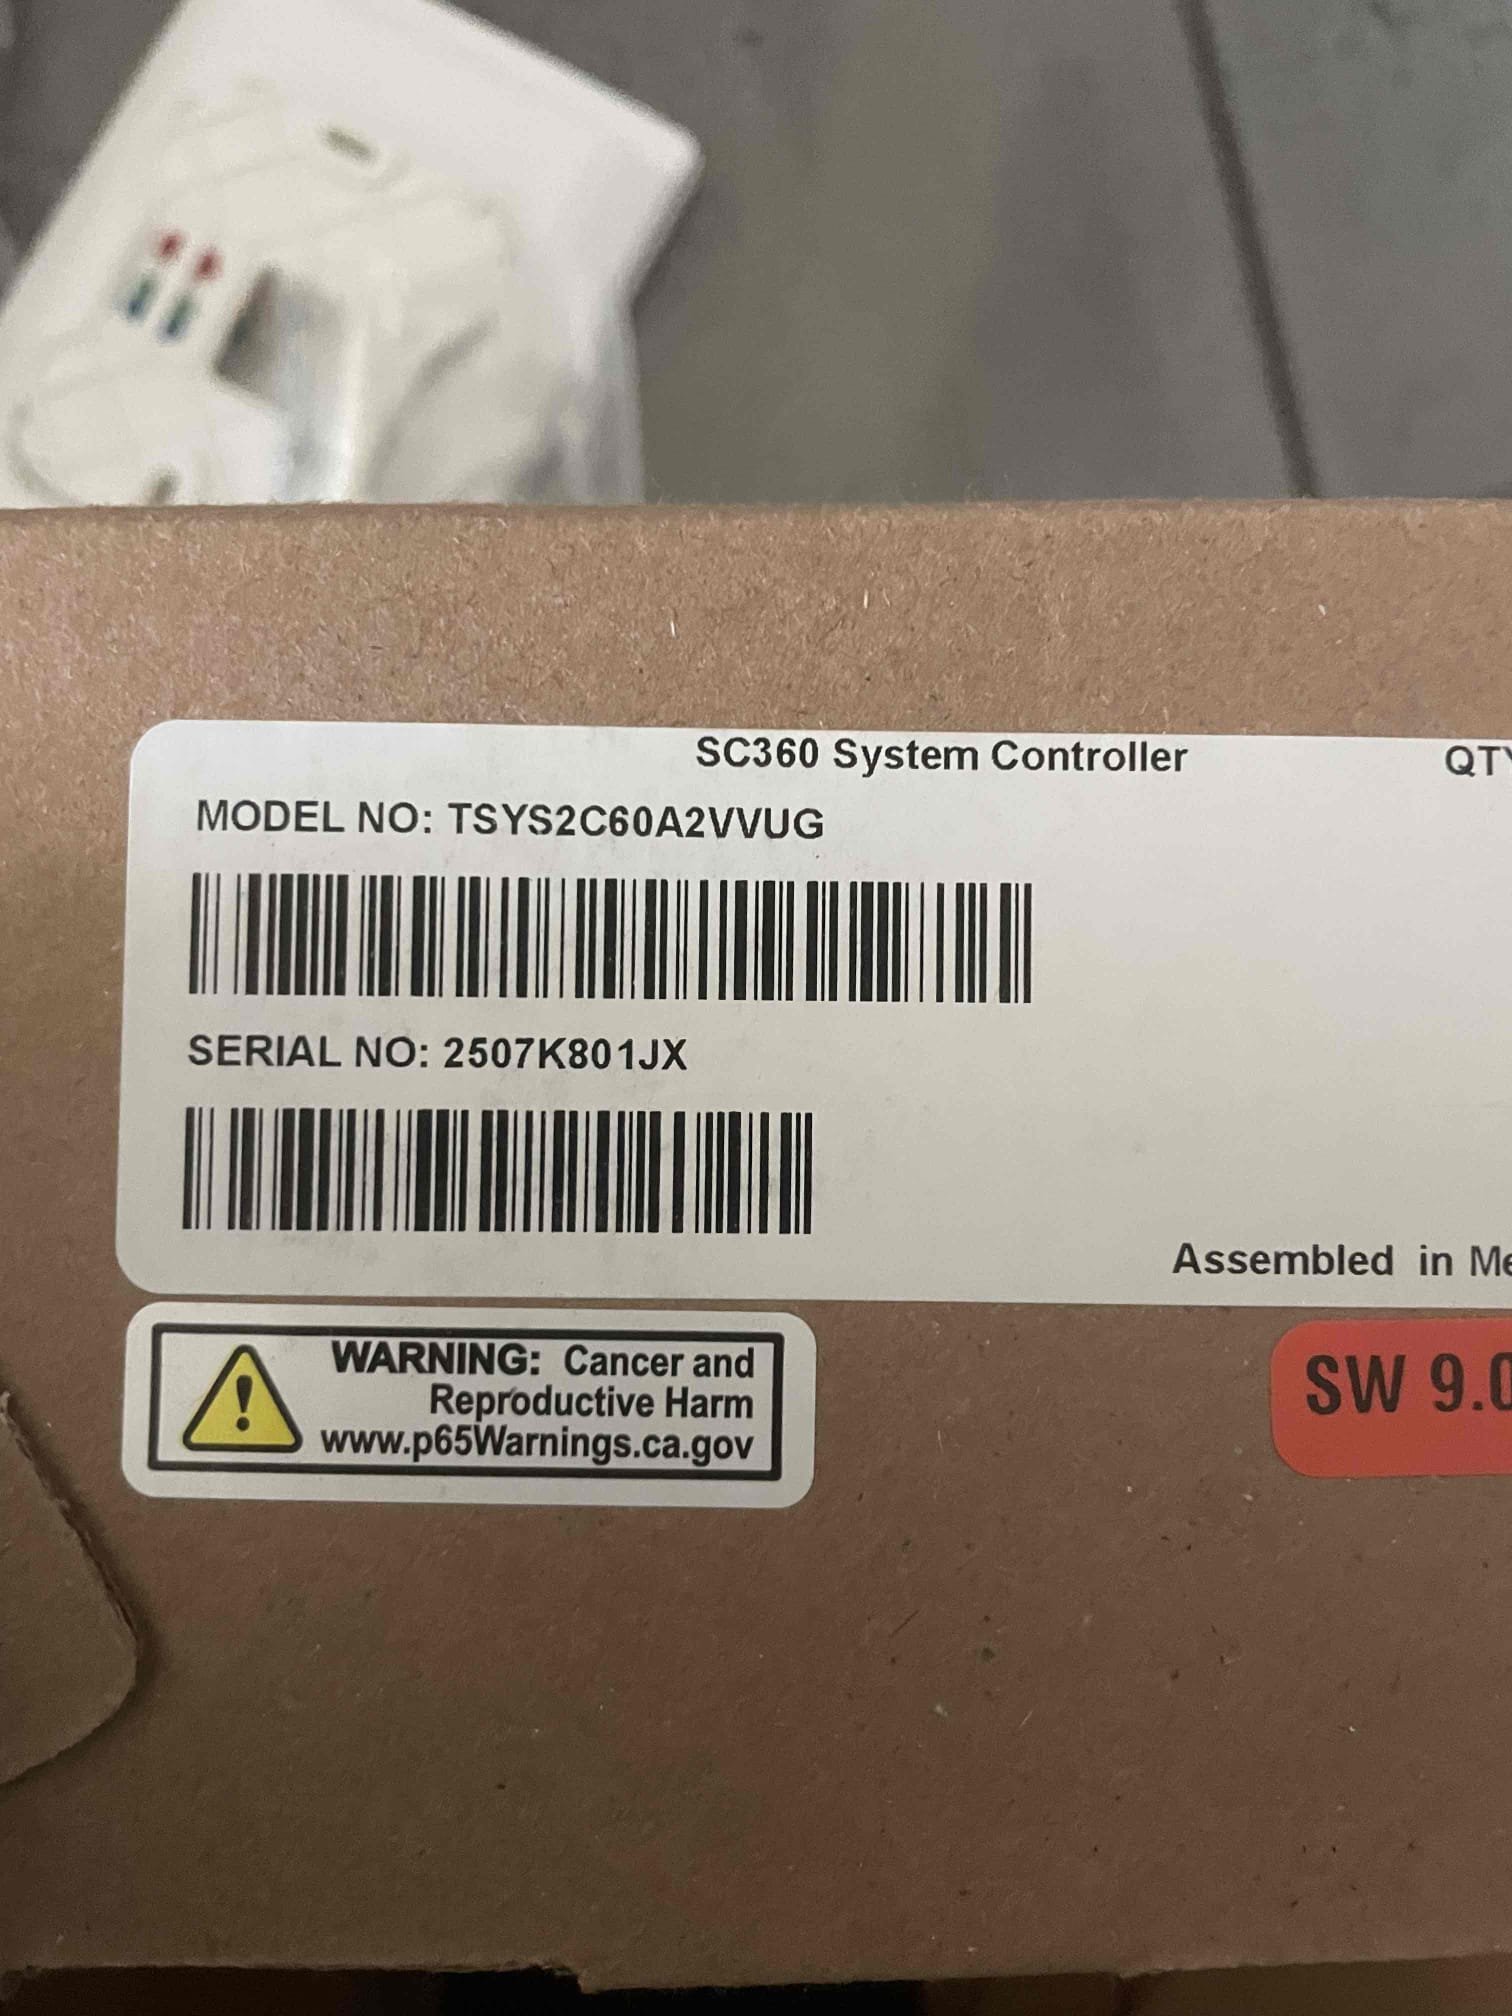 SC360 System Controller
QTY
MODEL NO: TSYS2C60A2VVUG
SERIAL NO: 2507K801JX
Assembled in
WARNING: Cancer and
Reproductive Harm
www.p65Warnings.ca.gov
SW 9.0